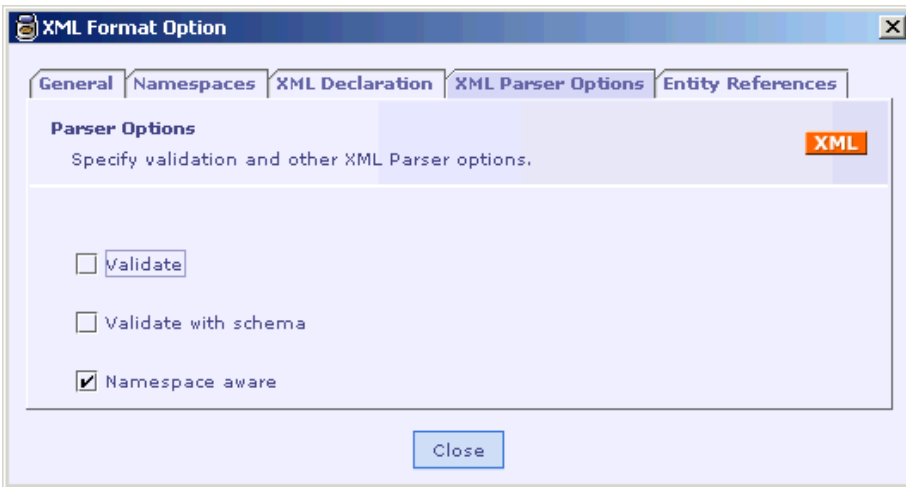 XML Format Option
General Namespaces XML Declaration XML Parser Options Entity References
Parser Options
Specify validation and other XML Parser options.
XML
Validate
Validate with schema
Namespace aware
Close